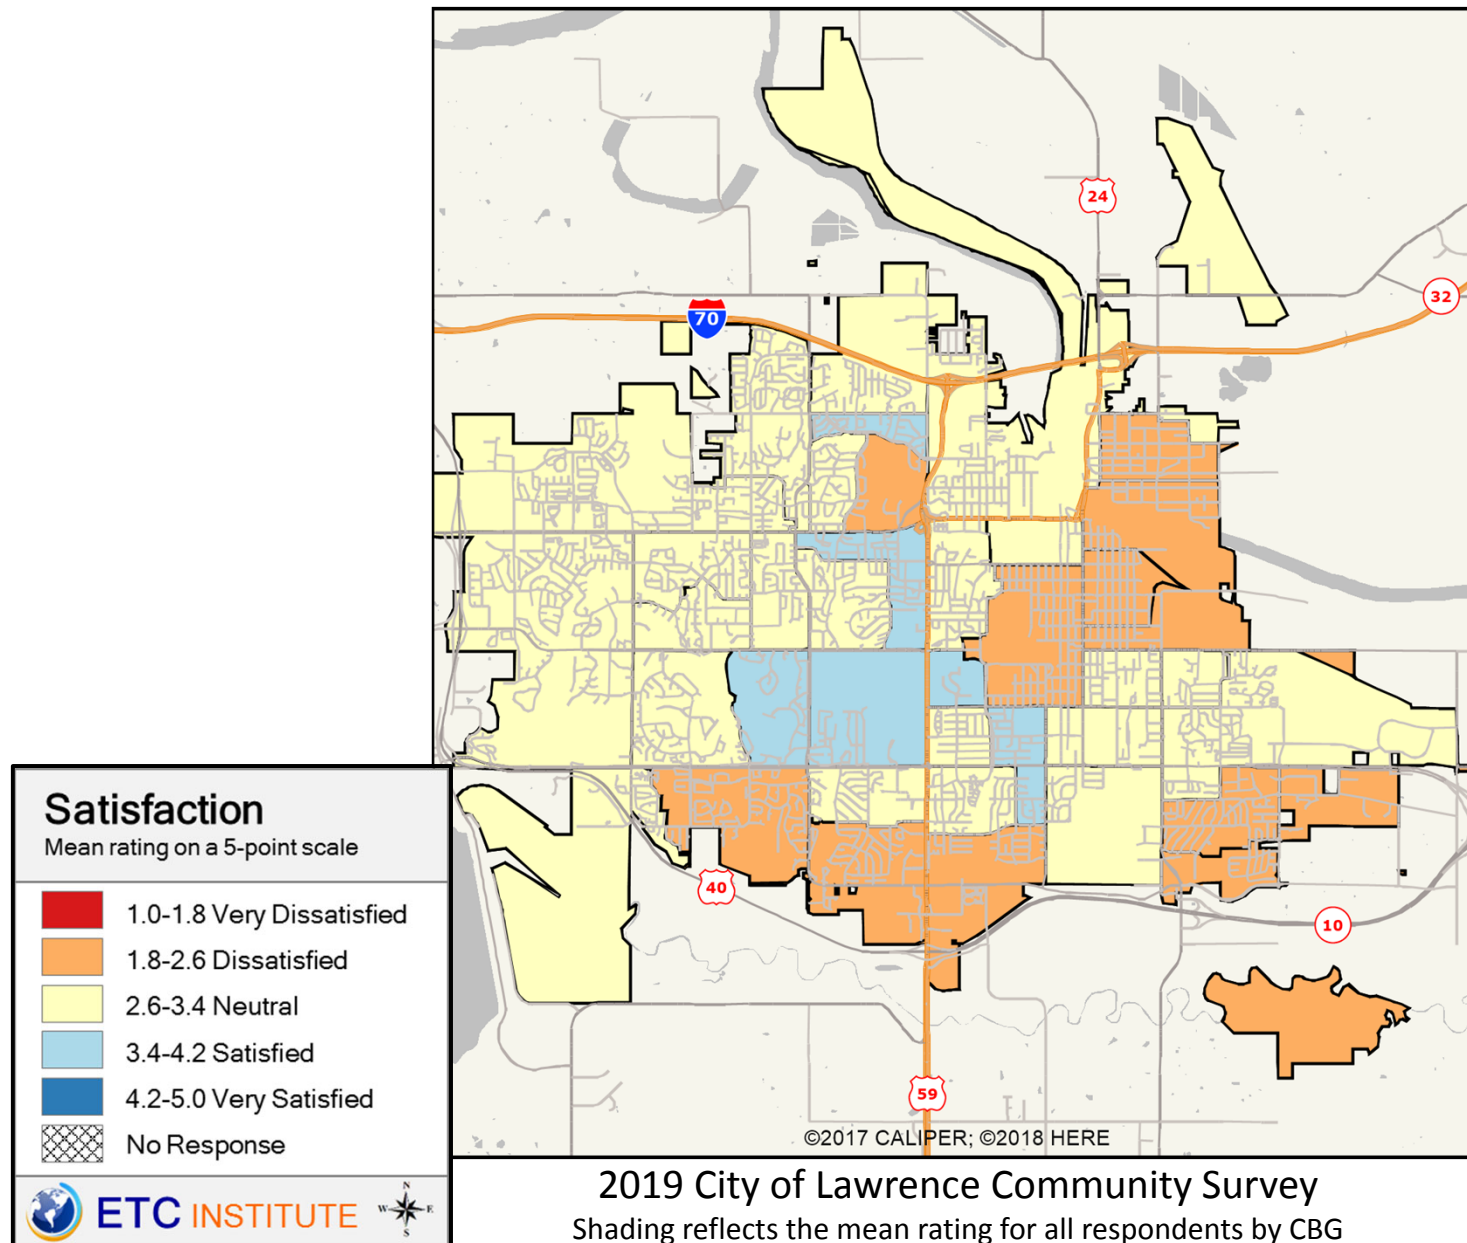 24
32
70
40
10
59
©2017 CALIPER; ©2018 HERE
Satisfaction
Mean rating on a 5-point scale
1.0-1.8 Very Dissatisfied
1.8-2.6 Dissatisfied
2.6-3.4 Neutral
3.4-4.2 Satisfied
4.2-5.0 Very Satisfied
No Response
ETC INSTITUTE
N
W E
S
2019 City of Lawrence Community Survey
Shading reflects the mean rating for all respondents by CBG